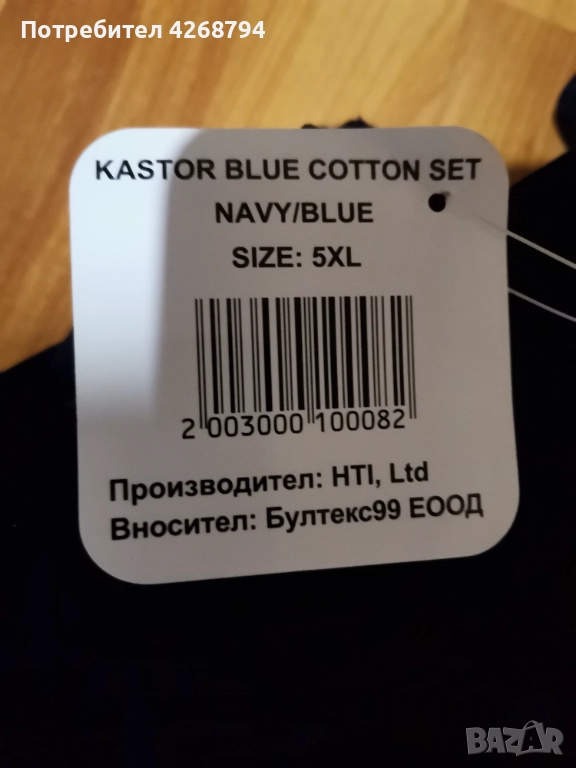 Потребител 4268794
KASTOR BLUE COTTON SET
NAVY/BLUE
SIZE: 5XL
2 003000 100082
Производител: HTI, Ltd
Вносител: Бултекс99 ЕООД
BAZAR